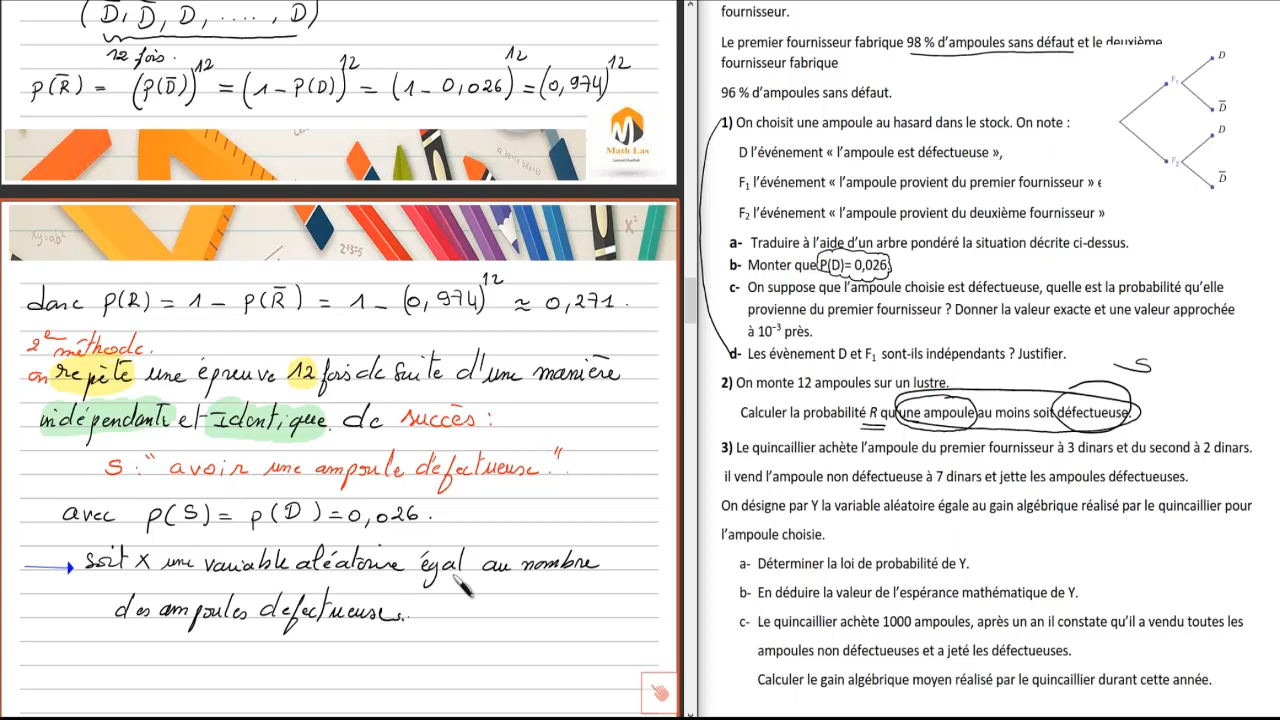 ( D̅, D̅, D, ...., D)
12 fois.
p(R̅) = (p(D̅))^12 = (1 - P(D))^12 = (1 - 0,026)^12 = (0,974)^12
Math Las
donc p(R) = 1 - p(R̅) = 1 - (0,974)^12 ≈ 0,271.
2e méthode.
on repète une épreuve 12 fois de suite d'une manière
indépendante et Identique de succès :
S : "avoir une ampoule défectueuse".
avec p(S) = p(D) = 0,026.
soit X une variable aléatoire égal au nombre
des ampoules defectueuses.
fournisseur.
Le premier fournisseur fabrique 98 % d'ampoules sans défaut et le deuxième
fournisseur fabrique
96 % d'ampoules sans défaut.
1) On choisit une ampoule au hasard dans le stock. On note :
D l'événement « l'ampoule est défectueuse »,
F1 l'événement « l'ampoule provient du premier fournisseur » e
F2 l'événement « l'ampoule provient du deuxième fournisseur »
F1
D
D̅
F2
D
D̅
a- Traduire à l'aide d'un arbre pondéré la situation décrite ci-dessus.
b- Monter que P(D)= 0,026.
c- On suppose que l'ampoule choisie est défectueuse, quelle est la probabilité qu'elle
provienne du premier fournisseur ? Donner la valeur exacte et une valeur approchée
à 10⁻³ près.
d- Les évènement D et F1 sont-ils indépendants ? Justifier.
S
2) On monte 12 ampoules sur un lustre.
Calculer la probabilité R qu'une ampoule au moins soit défectueuse.
3) Le quincaillier achète l'ampoule du premier fournisseur à 3 dinars et du second à 2 dinars.
il vend l'ampoule non défectueuse à 7 dinars et jette les ampoules défectueuses.
On désigne par Y la variable aléatoire égale au gain algébrique réalisé par le quincaillier pour
l'ampoule choisie.
a- Déterminer la loi de probabilité de Y.
b- En déduire la valeur de l'espérance mathématique de Y.
c- Le quincaillier achète 1000 ampoules, après un an il constate qu'il a vendu toutes les
ampoules non défectueuses et a jeté les défectueuses.
Calculer le gain algébrique moyen réalisé par le quincaillier durant cette année.